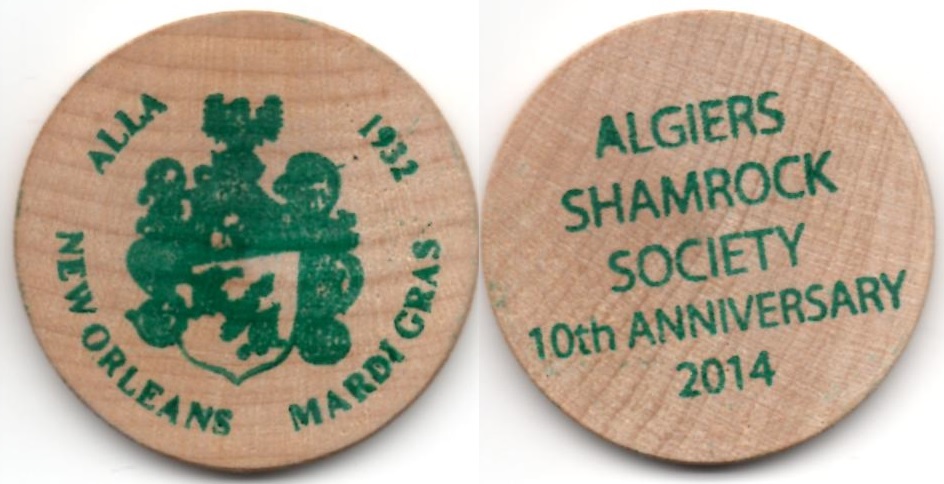 ALLA
1932
NEW ORLEANS
MARDI GRAS
ALGIERS
SHAMROCK
SOCIETY
10th ANNIVERSARY
2014